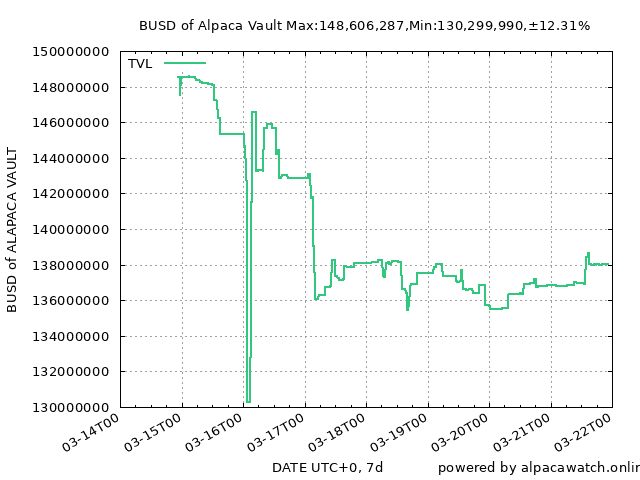 BUSD of Alpaca Vault Max:148,606,287,Min:130,299,990,±12.31%
TVL
BUSD of ALAPACA VAULT
150000000
148000000
146000000
144000000
142000000
140000000
138000000
136000000
134000000
132000000
130000000
03-14T00
03-15T00
03-16T00
03-17T00
03-18T00
03-19T00
03-20T00
03-21T00
03-22T00
DATE UTC+0, 7d
powered by alpacawatch.onlin